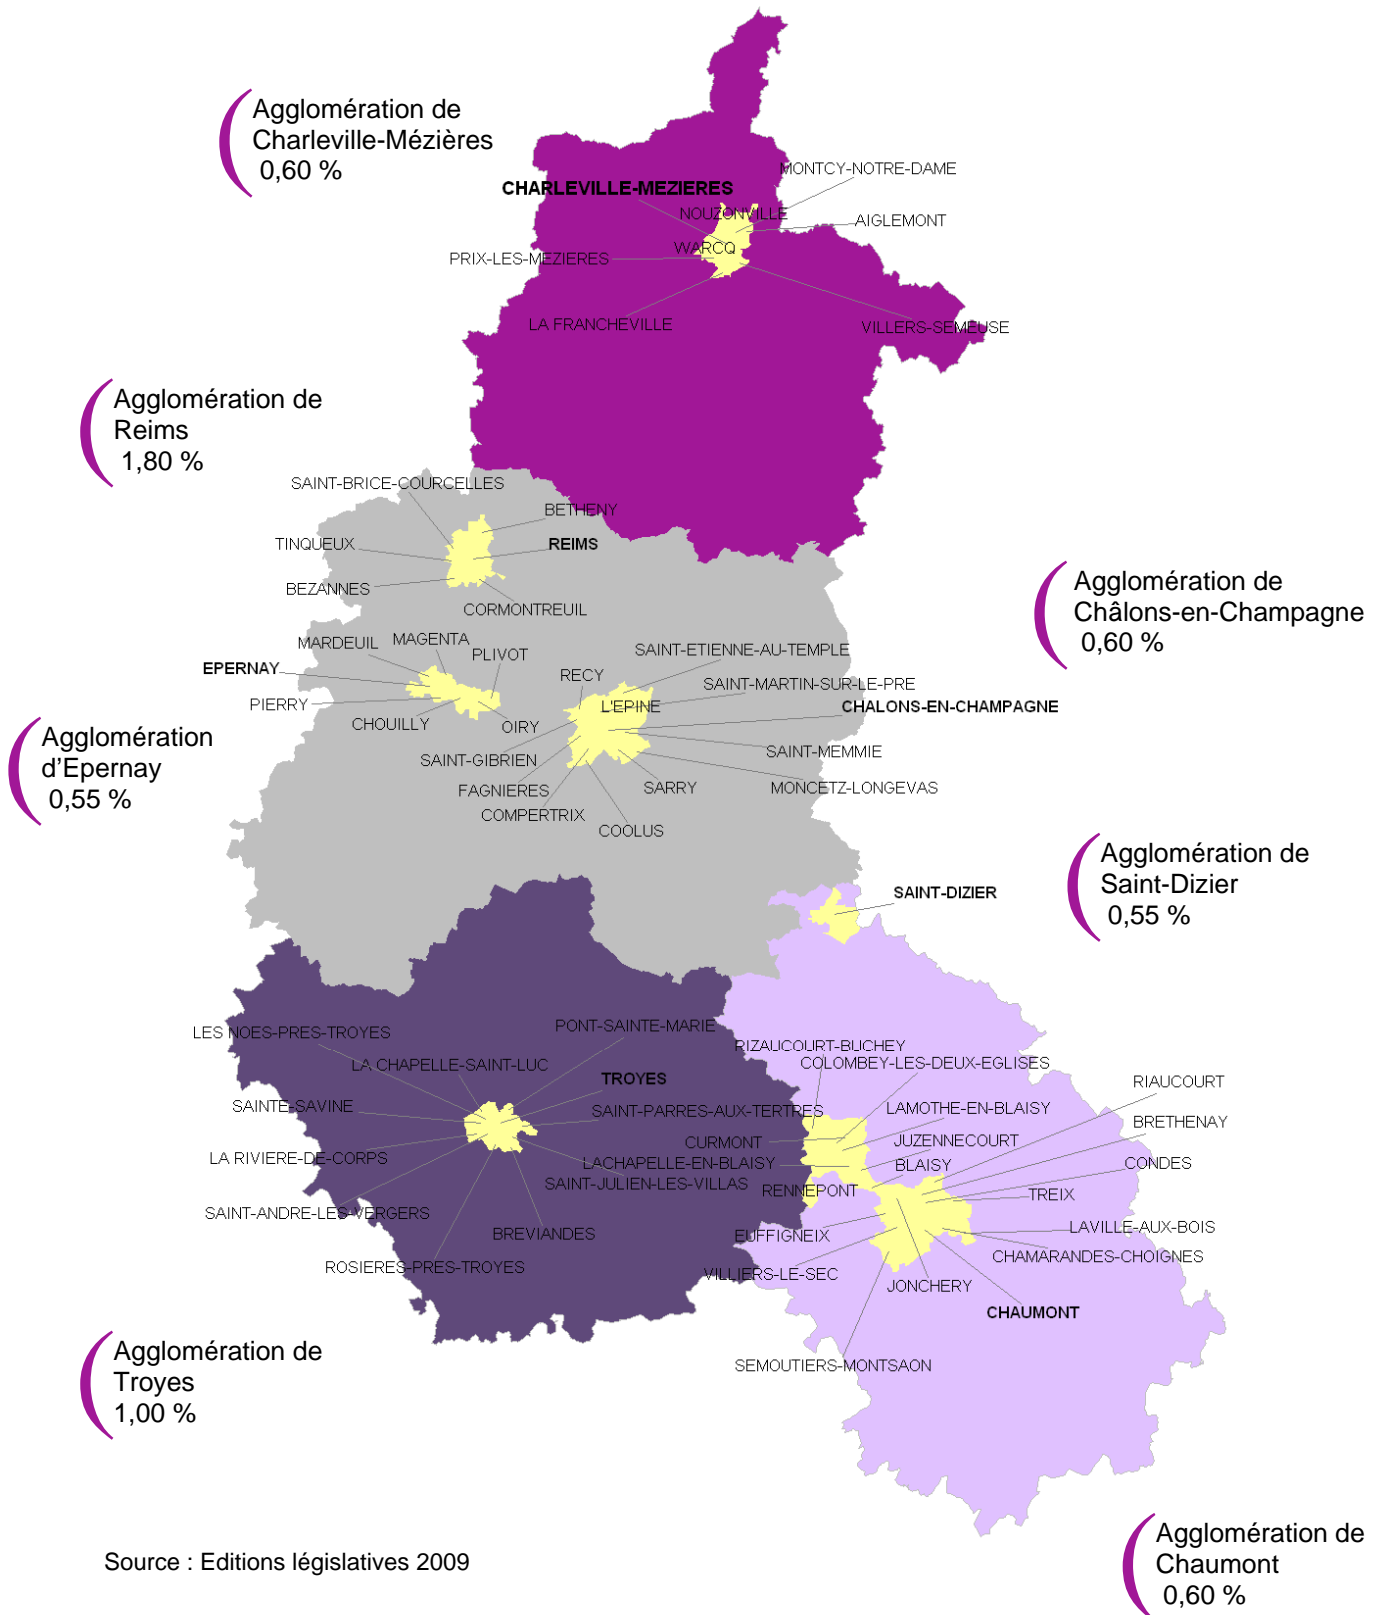 Agglomération de
Charleville-Mézières
0,60 %
MONTCY-NOTRE-DAME
CHARLEVILLE-MEZIERES
NOUZONVILLE
AIGLEMONT
WARCQ
PRIX-LES-MEZIERES
LA FRANCHEVILLE
VILLERS-SEMEUSE
Agglomération de
Reims
1,80 %
SAINT-BRICE-COURCELLES
BETHENY
TINQUEUX
REIMS
BEZANNES
CORMONTREUIL
Agglomération de
Châlons-en-Champagne
0,60 %
MARDEUIL
MAGENTA
PLIVOT
EPERNAY
PIERRY
CHOUILLY
OIRY
SAINT-ETIENNE-AU-TEMPLE
RECY
SAINT-MARTIN-SUR-LE-PRE
L'EPINE
CHALONS-EN-CHAMPAGNE
SAINT-GIBRIEN
SAINT-MEMMIE
FAGNIERES
SARRY
MONCETZ-LONGEVAS
COMPERTRIX
COOLUS
Agglomération
d'Epernay
0,55 %
Agglomération de
Saint-Dizier
0,55 %
SAINT-DIZIER
LES NOES-PRES-TROYES
PONT-SAINTE-MARIE
LA CHAPELLE-SAINT-LUC
TROYES
SAINTE-SAVINE
SAINT-PARRES-AUX-TERTRES
LA RIVIERE-DE-CORPS
SAINT-JULIEN-LES-VILLAS
SAINT-ANDRE-LES-VERGERS
BREVIANDES
ROSIERES-PRES-TROYES
RIZAUCOURT-BUCHEY
COLOMBEY-LES-DEUX-EGLISES
RIAUCOURT
LAMOTHE-EN-BLAISY
BRETHENAY
CURMONT
JUZENNECOURT
LACHAPELLE-EN-BLAISY
BLAISY
CONDES
RENNEPONT
TREIX
EUFFIGNEIX
LAVILLE-AUX-BOIS
CHAMARANDES-CHOIGNES
VILLIERS-LE-SEC
JONCHERY
CHAUMONT
SEMOUTIERS-MONTSAON
Agglomération de
Troyes
1,00 %
Agglomération de
Chaumont
0,60 %
Source : Editions législatives 2009